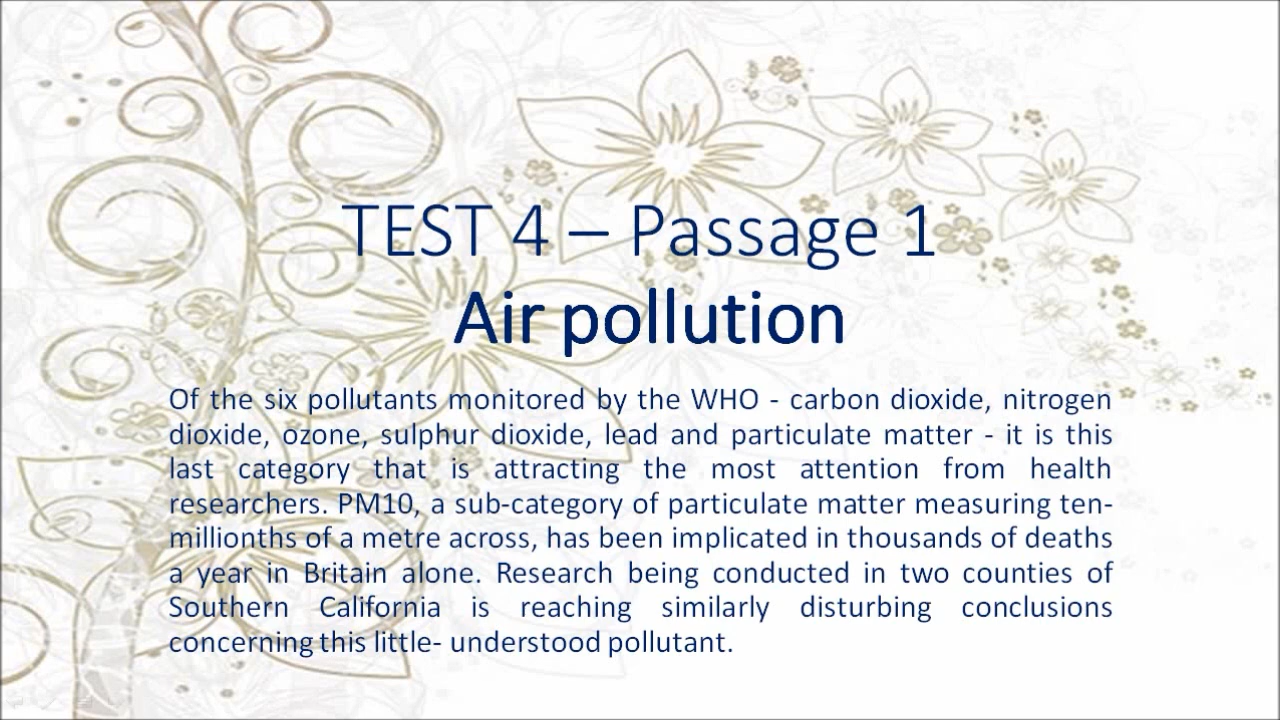 TEST 4 – Passage 1
Air pollution
Of the six pollutants monitored by the WHO - carbon dioxide, nitrogen
dioxide, ozone, sulphur dioxide, lead and particulate matter - it is this
last category that is attracting the most attention from health
researchers. PM10, a sub-category of particulate matter measuring ten-
millionths of a metre across, has been implicated in thousands of deaths
a year in Britain alone. Research being conducted in two counties of
Southern California is reaching similarly disturbing conclusions
concerning this little- understood pollutant.